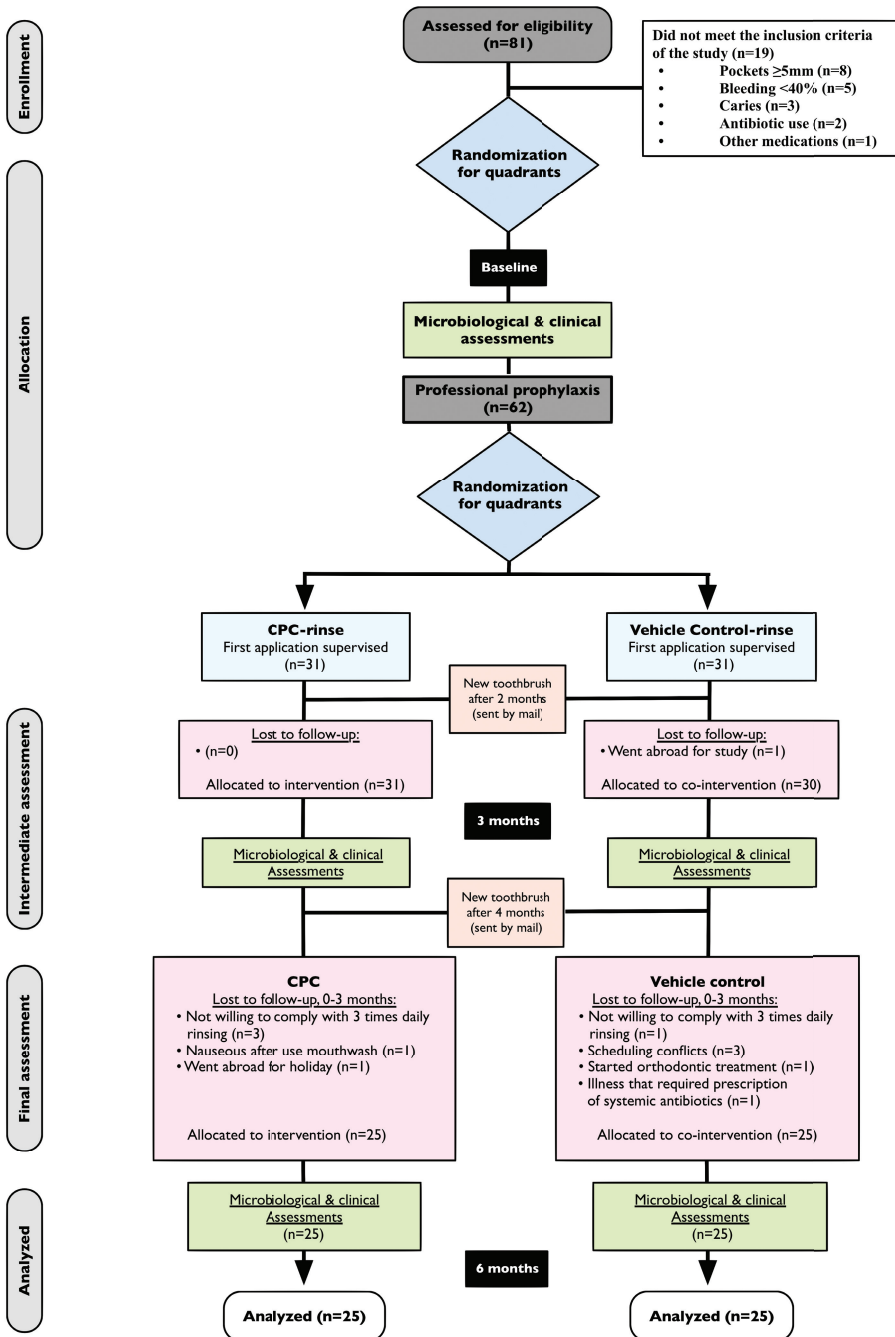 Enrollment
Assessed for eligibility
(n=81)
Did not meet the inclusion criteria
of the study (n=19)
• Pockets ≥5mm (n=8)
• Bleeding <40% (n=5)
• Caries (n=3)
• Antibiotic use (n=2)
• Other medications (n=1)
Randomization
for quadrants
Allocation
Baseline
Microbiological & clinical
assessments
Professional prophylaxis
(n=62)
Randomization
for quadrants
CPC-rinse
First application supervised
(n=31)
Vehicle Control-rinse
First application supervised
(n=31)
New toothbrush
after 2 months
(sent by mail)
Intermediate assessment
Lost to follow-up:
• (n=0)
Allocated to intervention (n=31)
Lost to follow-up:
• Went abroad for study (n=1)
Allocated to co-intervention (n=30)
3 months
Microbiological & clinical
Assessments
Microbiological & clinical
Assessments
New toothbrush
after 4 months
(sent by mail)
Final assessment
CPC
Lost to follow-up, 0-3 months:
• Not willing to comply with 3 times daily
rinsing (n=3)
• Nauseous after use mouthwash (n=1)
• Went abroad for holiday (n=1)
Allocated to intervention (n=25)
Vehicle control
Lost to follow-up, 0-3 months:
• Not willing to comply with 3 times daily
rinsing (n=1)
• Scheduling conflicts (n=3)
• Started orthodontic treatment (n=1)
• Illness that required prescription
of systemic antibiotics (n=1)
Allocated to co-intervention (n=25)
Analyzed
Microbiological & clinical
Assessments
(n=25)
Microbiological & clinical
Assessments
(n=25)
6 months
Analyzed (n=25)
Analyzed (n=25)